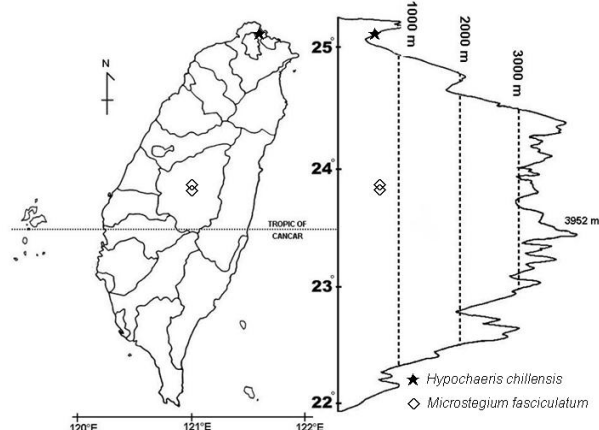 N
TROPIC OF
CANCAR
120°E
121°E
122°E
25°
24°
23°
22°
1000 m
2000 m
3000 m
3952 m
Hypochaeris chillensis
Microstegium fasciculatum